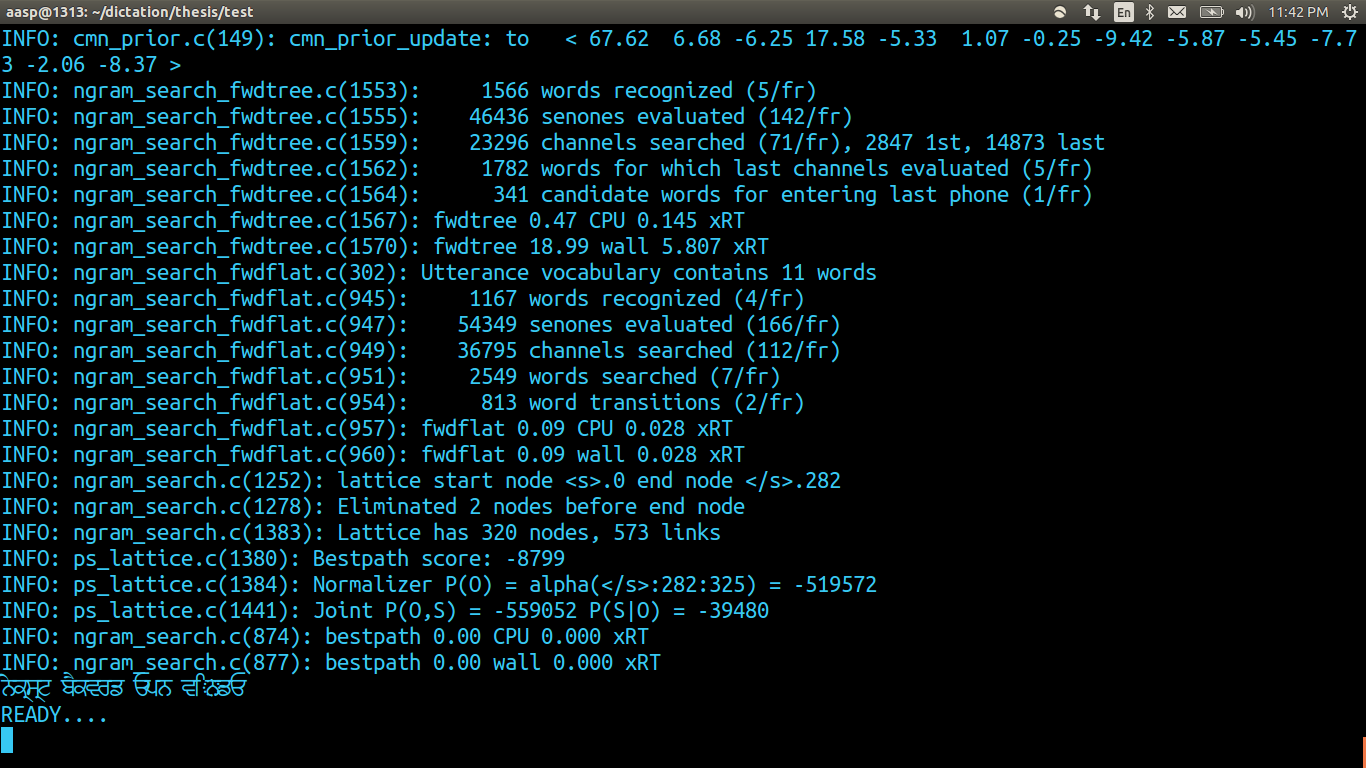 aasp@1313: ~/dictation/thesis/test En 11:42 PM
INFO: cmn_prior.c(149): cmn_prior_update: to   < 67.62  6.68 -6.25 17.58 -5.33  1.07 -0.25 -9.42 -5.87 -5.45 -7.7
3 -2.06 -8.37 >
INFO: ngram_search_fwdtree.c(1553):     1566 words recognized (5/fr)
INFO: ngram_search_fwdtree.c(1555):    46436 senones evaluated (142/fr)
INFO: ngram_search_fwdtree.c(1559):    23296 channels searched (71/fr), 2847 1st, 14873 last
INFO: ngram_search_fwdtree.c(1562):     1782 words for which last channels evaluated (5/fr)
INFO: ngram_search_fwdtree.c(1564):      341 candidate words for entering last phone (1/fr)
INFO: ngram_search_fwdtree.c(1567): fwdtree 0.47 CPU 0.145 xRT
INFO: ngram_search_fwdtree.c(1570): fwdtree 18.99 wall 5.807 xRT
INFO: ngram_search_fwdflat.c(302): Utterance vocabulary contains 11 words
INFO: ngram_search_fwdflat.c(945):     1167 words recognized (4/fr)
INFO: ngram_search_fwdflat.c(947):    54349 senones evaluated (166/fr)
INFO: ngram_search_fwdflat.c(949):    36795 channels searched (112/fr)
INFO: ngram_search_fwdflat.c(951):     2549 words searched (7/fr)
INFO: ngram_search_fwdflat.c(954):      813 word transitions (2/fr)
INFO: ngram_search_fwdflat.c(957): fwdflat 0.09 CPU 0.028 xRT
INFO: ngram_search_fwdflat.c(960): fwdflat 0.09 wall 0.028 xRT
INFO: ngram_search.c(1252): lattice start node <s>.0 end node </s>.282
INFO: ngram_search.c(1278): Eliminated 2 nodes before end node
INFO: ngram_search.c(1383): Lattice has 320 nodes, 573 links
INFO: ps_lattice.c(1380): Bestpath score: -8799
INFO: ps_lattice.c(1384): Normalizer P(O) = alpha(</s>:282:325) = -519572
INFO: ps_lattice.c(1441): Joint P(O,S) = -559052 P(S|O) = -39480
INFO: ngram_search.c(874): bestpath 0.00 CPU 0.000 xRT
INFO: ngram_search.c(877): bestpath 0.00 wall 0.000 xRT
ਨੇਕ੍ਸ੍ਟ ਬੈਕਵਰਡ ਓਪਨ ਵਿੰਨਡਓ
READY....